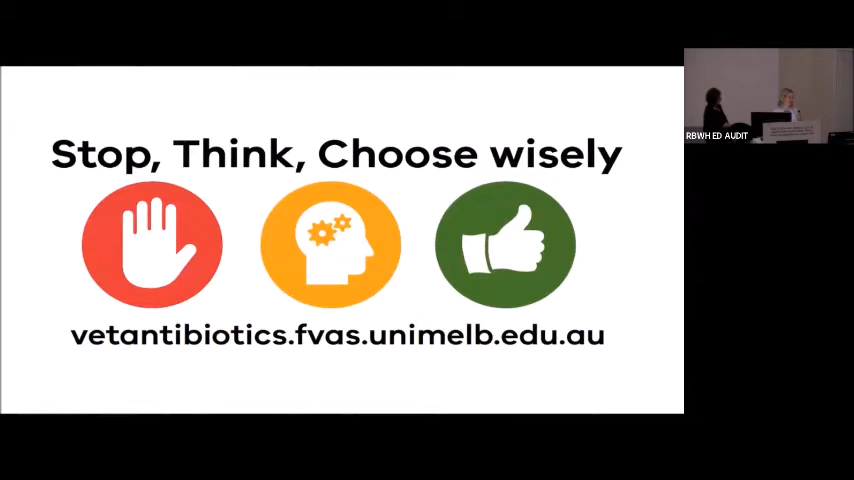 Stop, Think, Choose wisely
vetantibiotics.fvas.unimelb.edu.au
RBWH ED AUDIT